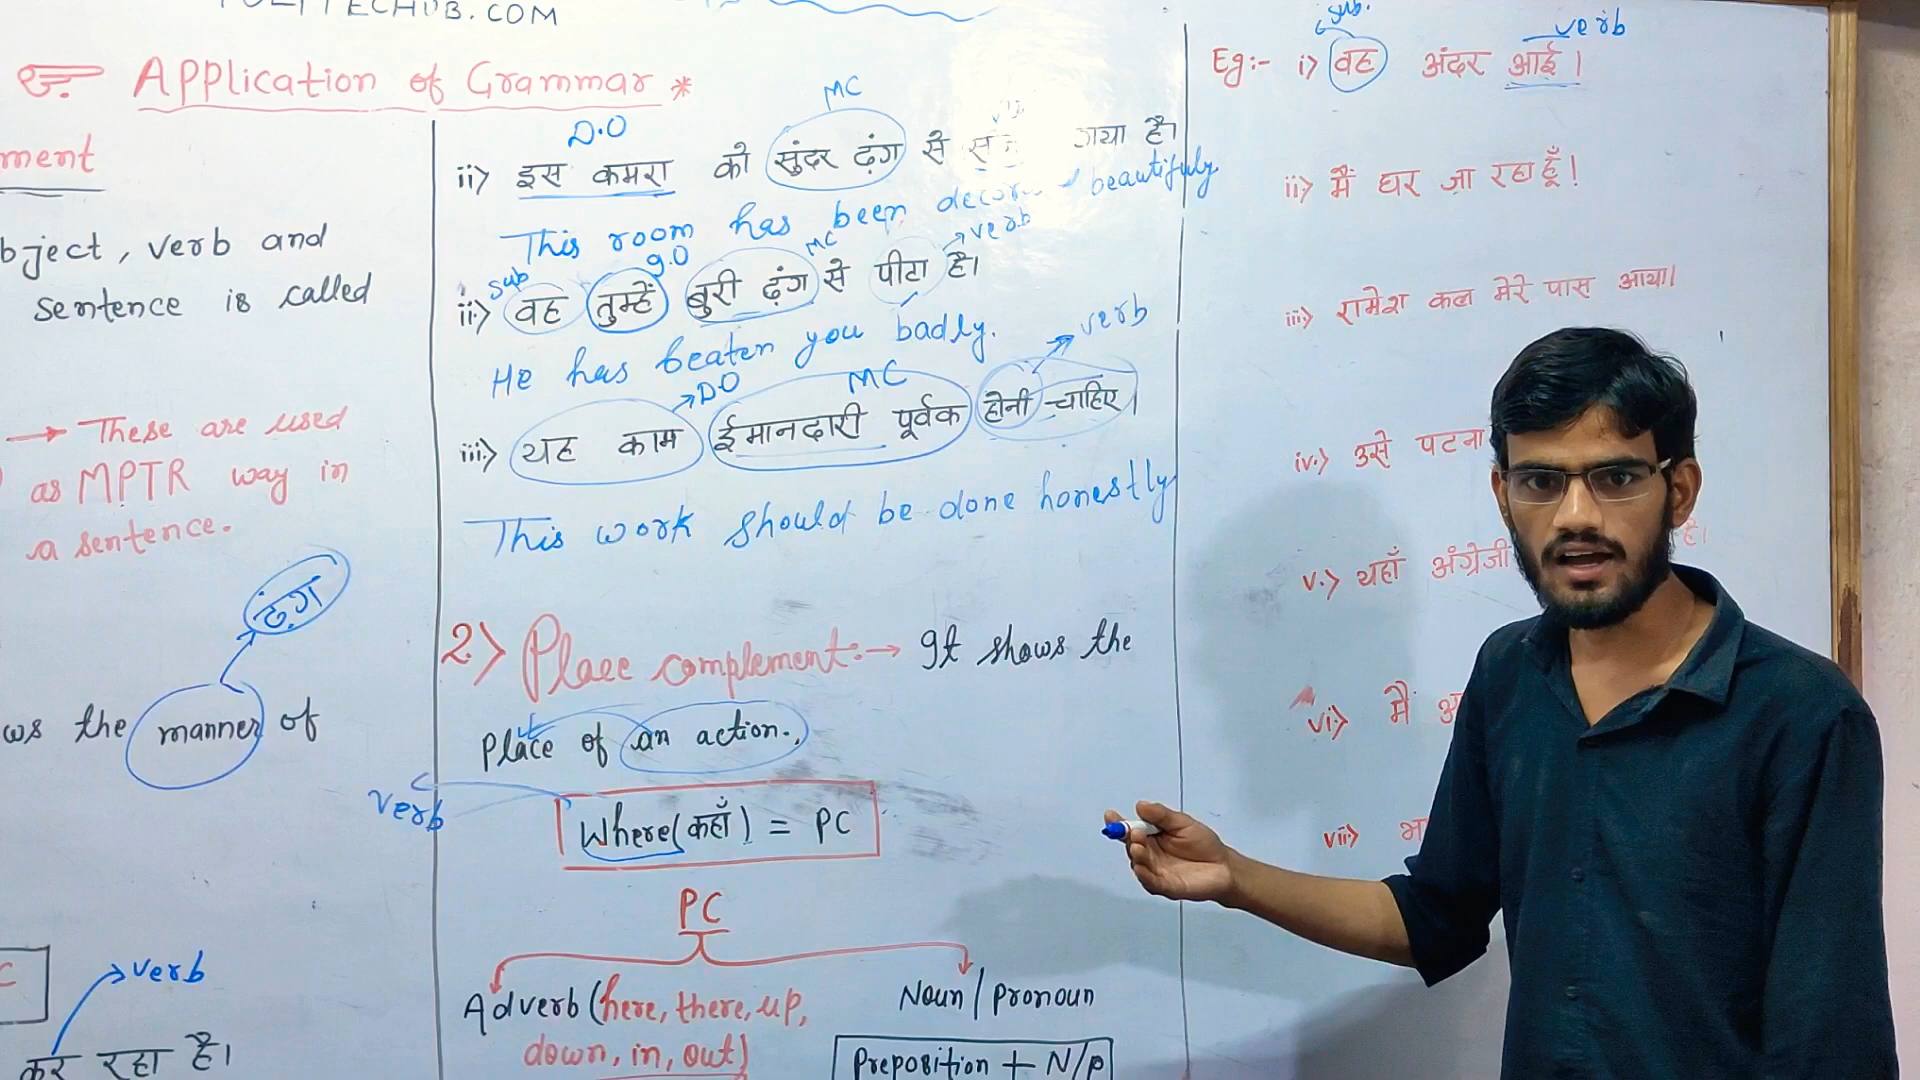 POLYTECHUB.COM
Application of Grammar *
ment
bject, verb and
sentence is called
→ These are used
as MPTR way in
a sentence.
ढंग
ws the manner of
verb
कर रहा है।
D.O
MC
ii> इस कमरा को सुंदर ढ़ंग से गया है।
This room has been beautifuly
sub
g.O
MC
verb
ii> वह तुम्हें बुरी ढ़ंग से पीटा है।
He has beaten you badly.
DO
MC
verb
iii> यह काम ईमानदारी पूर्वक होनी चाहिए।
This work should be done honestly
2.> Place complement:→ It shows the
Place of an action.
verb
Where(कहाँ) = PC
PC
Adverb (here, there, up,
down, in, out)
Noun / pronoun
Preposition + N/P
sub.
verb
Eg:- i> वह अंदर आई।
ii> मैं घर जा रहा हूँ!
iii> रामेश कल मेरे पास आया।
iv.> उसे पटना
v.> यहाँ अंग्रेजी है।
vi> मैं
vii>